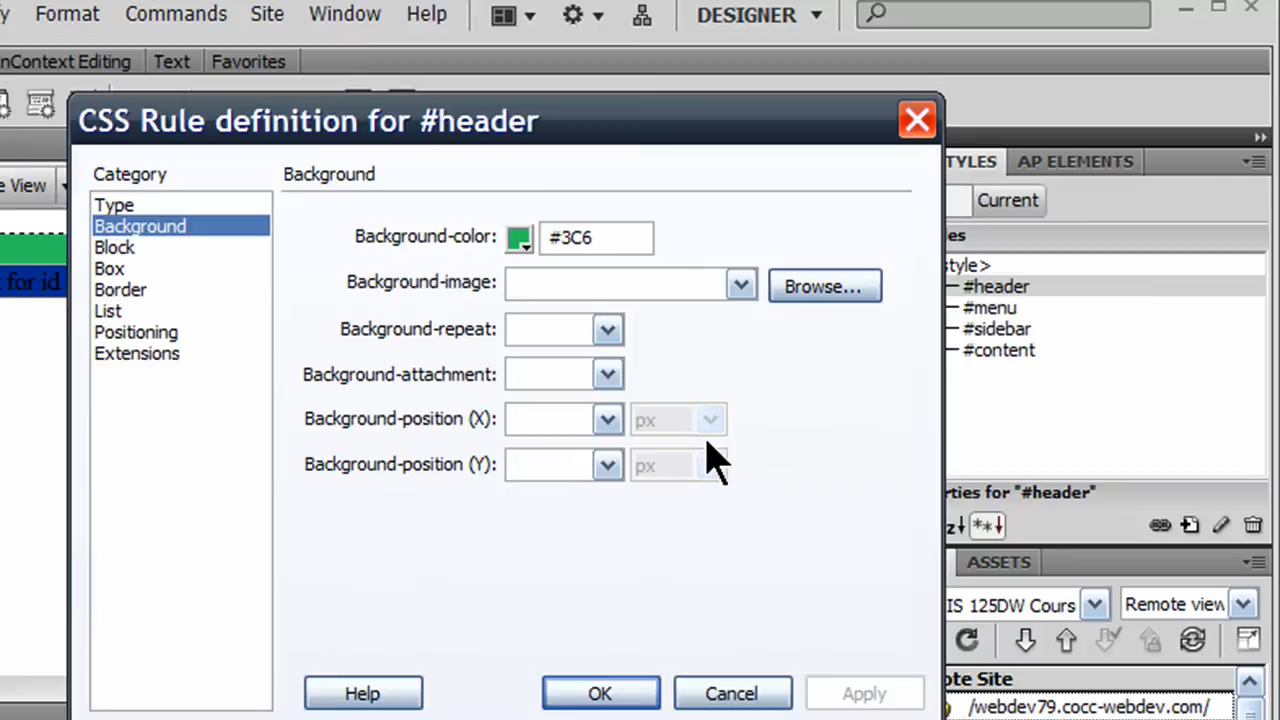 Format Commands Site Window Help DESIGNER
nContext Editing Text Favorites
CSS Rule definition for #header
TYLES AP ELEMENTS
Category Background
e View
Current
Type
Background
Block
Box
Border
List
Positioning
Extensions
Background-color: #3C6
Background-image: Browse...
Background-repeat:
Background-attachment:
Background-position (X): px
Background-position (Y): px
t for id
es
style>
#header
#menu
#sidebar
#content
rties for "#header"
z
**
ASSETS
IS 125DW Cours Remote view
ote Site
/webdev79.cocc-webdev.com/
Help OK Cancel Apply